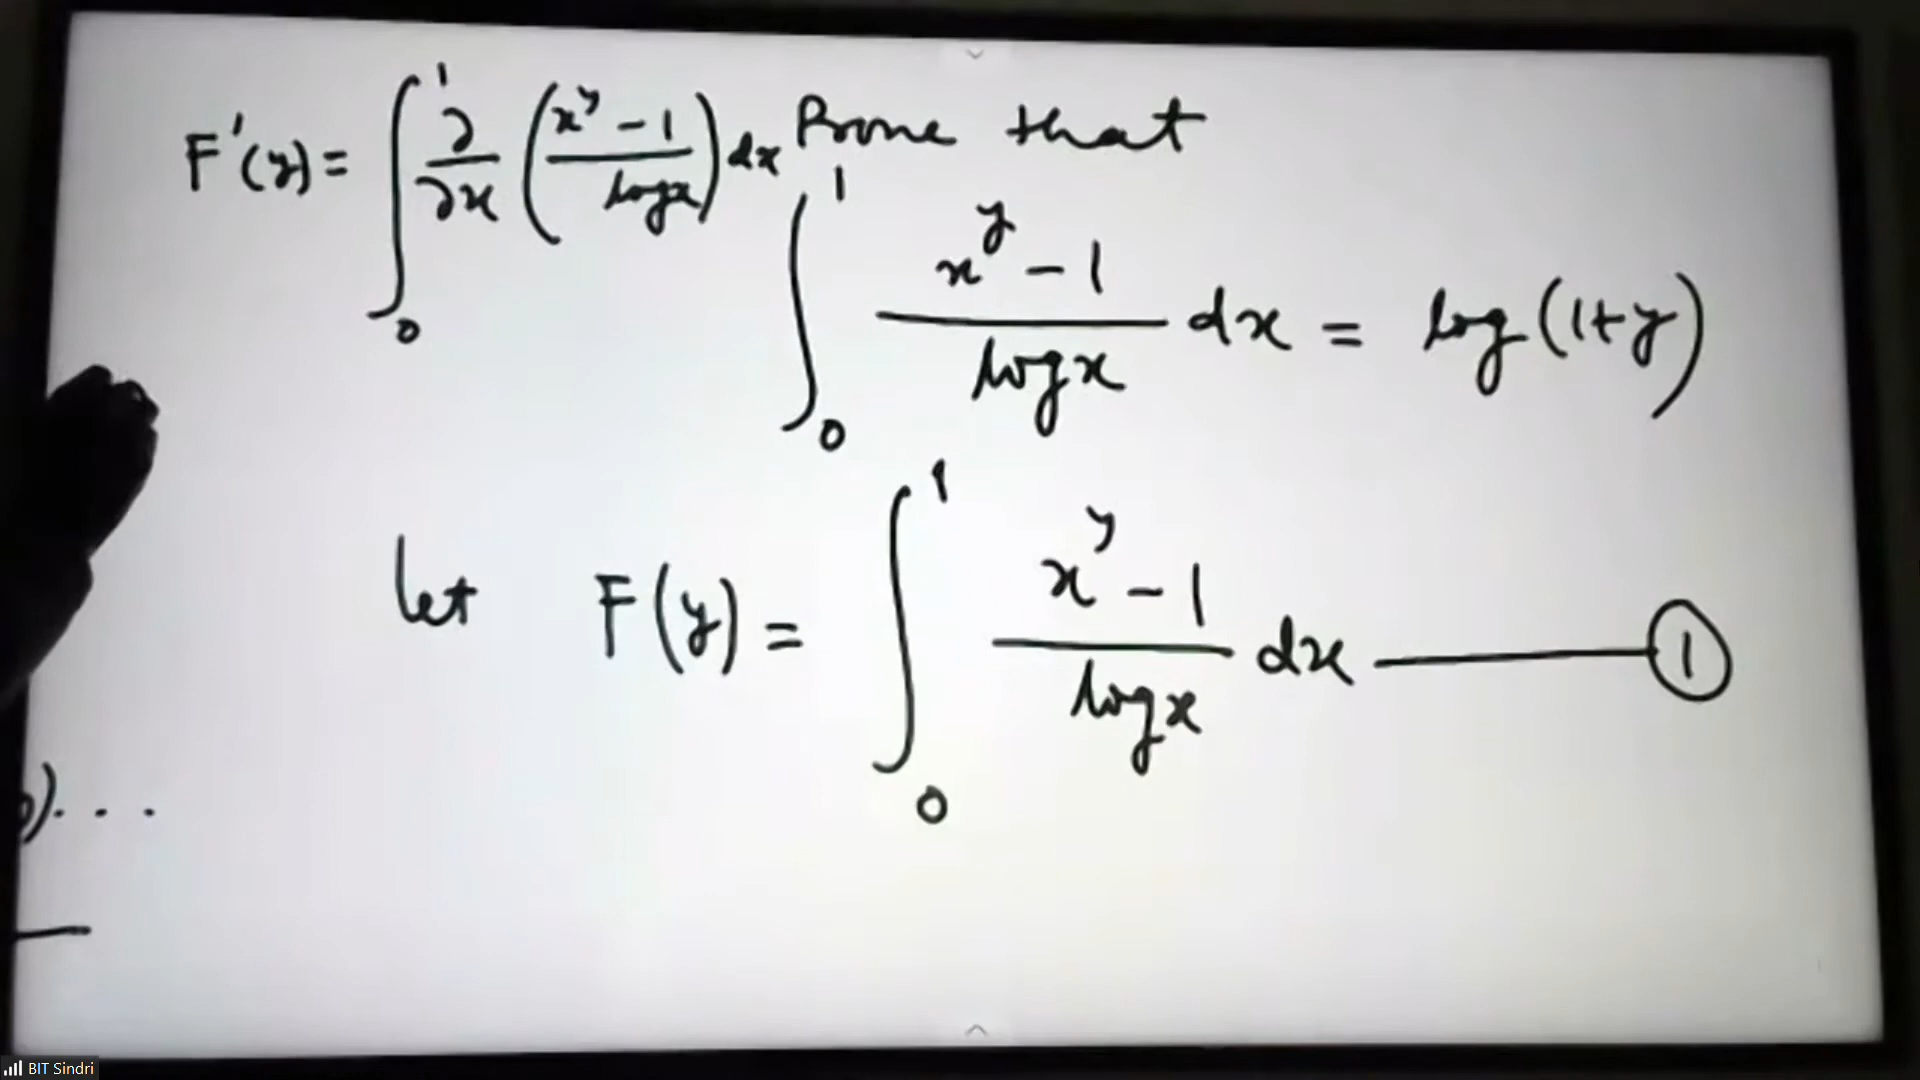 F'(y) = ∫₀¹ ∂/∂x ((x^y - 1)/log x) dx
Prove that
∫₀¹ (x^y - 1)/(log x) dx = log(1+y)
let F(y) = ∫₀¹ (x^y - 1)/(log x) dx —— ①
). . . .
BIT Sindri